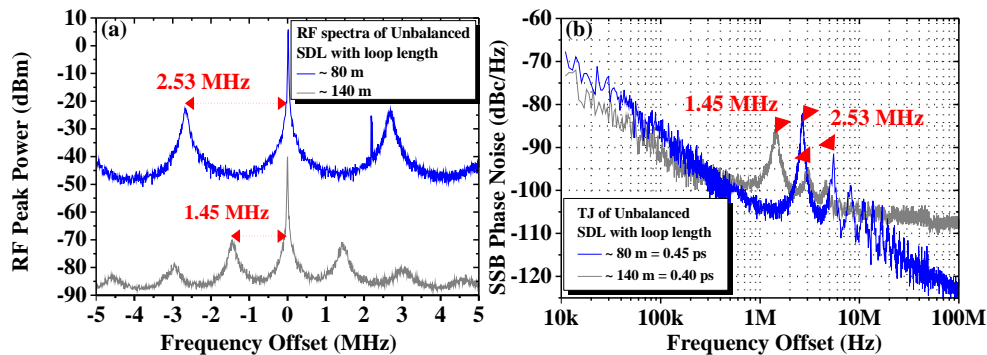 (a)
RF spectra of Unbalanced
SDL with loop length
~ 80 m
~ 140 m
2.53 MHz
1.45 MHz
RF Peak Power (dBm)
10
0
-10
-20
-30
-40
-50
-60
-70
-80
-90
-5 -4 -3 -2 -1 0 1 2 3 4 5
Frequency Offset (MHz)
(b)
1.45 MHz
2.53 MHz
TJ of Unbalanced
SDL with loop length
~ 80 m = 0.45 ps
~ 140 m = 0.40 ps
SSB Phase Noise (dBc/Hz)
-60
-70
-80
-90
-100
-110
-120
10k 100k 1M 10M 100M
Frequency Offset (Hz)